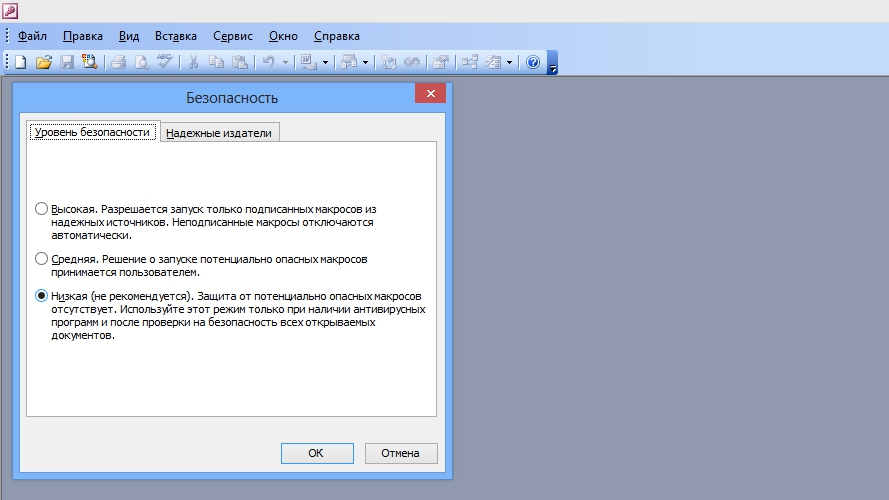 Файл Правка Вид Вставка Сервис Окно Справка
Безопасность
Уровень безопасности Надежные издатели
Высокая. Разрешается запуск только подписанных макросов из
надежных источников. Неподписанные макросы отключаются
автоматически.
Средняя. Решение о запуске потенциально опасных макросов
принимается пользователем.
Низкая (не рекомендуется). Защита от потенциально опасных макросов
отсутствует. Используйте этот режим только при наличии антивирусных
программ и после проверки на безопасность всех открываемых
документов.
ОК Отмена